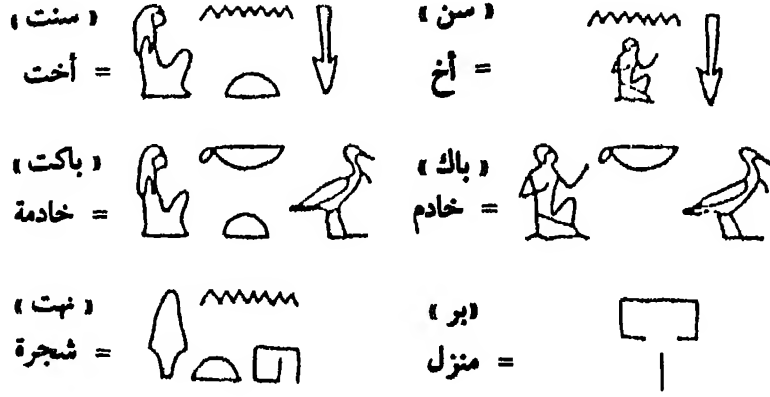 « سن »
= أخ
« سنت »
= أخت
« باك »
= خادم
« باكت »
= خادمة
« بر »
= منزل
« نهت »
= شجرة